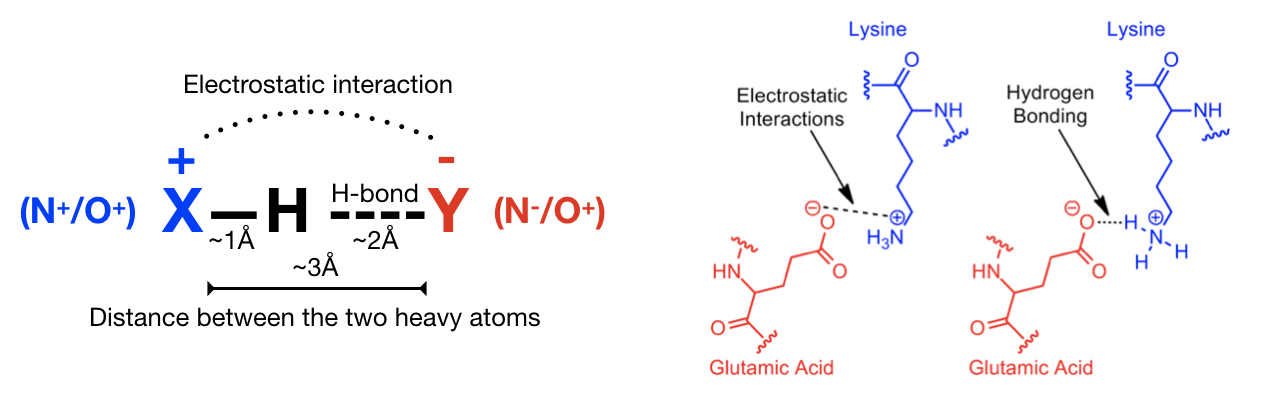 Electrostatic interaction
+ -
(N+/O+) X H H-bond Y (N-/O+)
~1Å ~2Å
~3Å
Distance between the two heavy atoms
Lysine
O
NH
Electrostatic
Interactions
⊖
O
⊕
H₃N
HN
O
O
Glutamic Acid
Lysine
O
NH
Hydrogen
Bonding
⊖
O H ⊕
N
H H
HN
O
O
Glutamic Acid